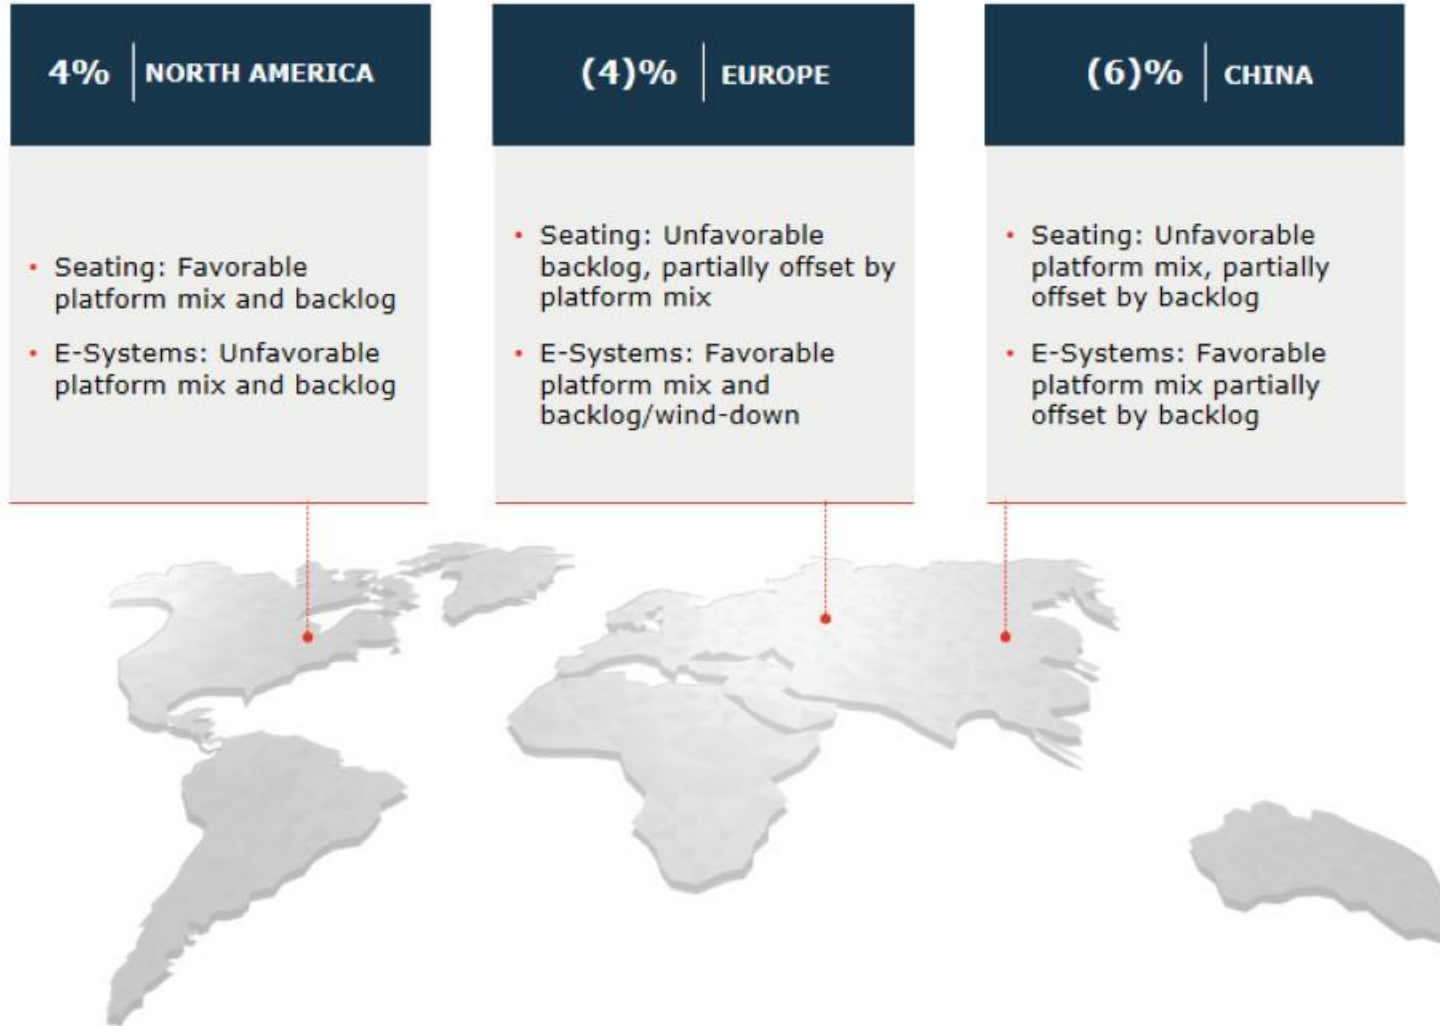 4% NORTH AMERICA
• Seating: Favorable
platform mix and backlog
• E-Systems: Unfavorable
platform mix and backlog
(4)% EUROPE
• Seating: Unfavorable
backlog, partially offset by
platform mix
• E-Systems: Favorable
platform mix and
backlog/wind-down
(6)% CHINA
• Seating: Unfavorable
platform mix, partially
offset by backlog
• E-Systems: Favorable
platform mix partially
offset by backlog